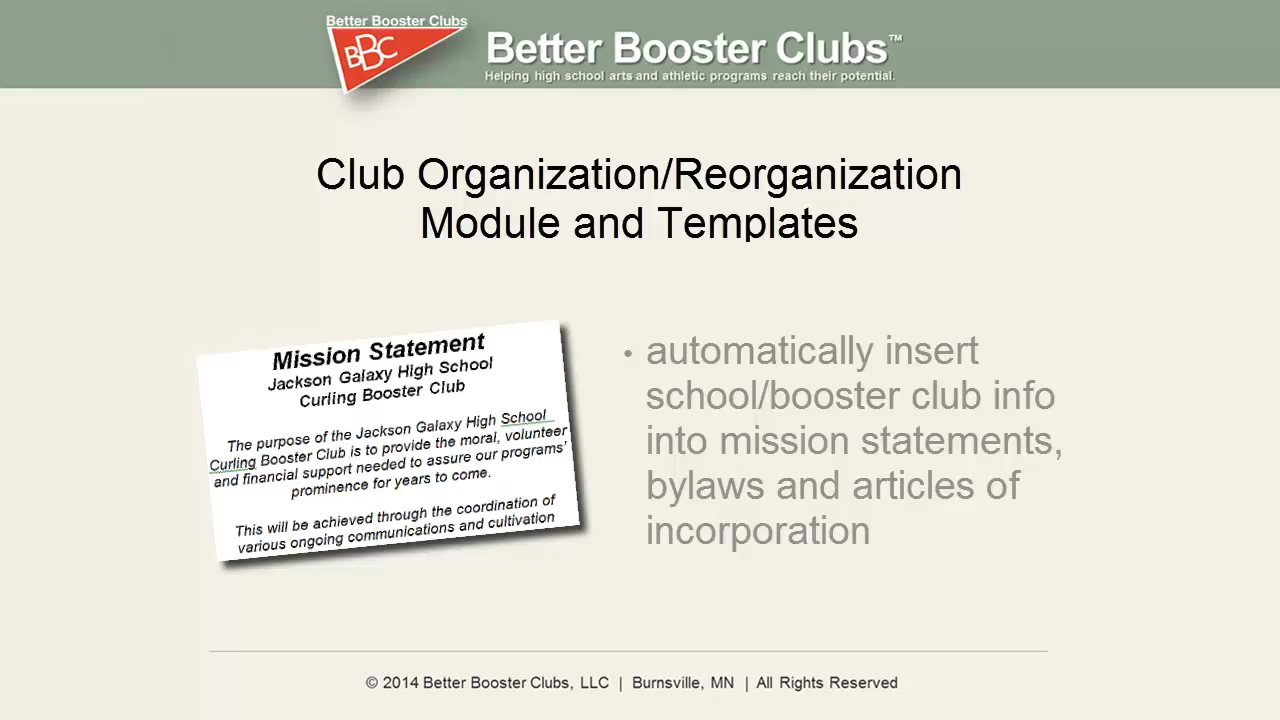 Better Booster Clubs
BBC
Better Booster Clubs™
Helping high school arts and athletic programs reach their potential.
Club Organization/Reorganization
Module and Templates
Mission Statement
Jackson Galaxy High School
Curling Booster Club
The purpose of the Jackson Galaxy High School
Curling Booster Club is to provide the moral, volunteer
and financial support needed to assure our programs'
prominence for years to come.
This will be achieved through the coordination of
various ongoing communications and cultivation
• automatically insert
school/booster club info
into mission statements,
bylaws and articles of
incorporation
© 2014 Better Booster Clubs, LLC | Burnsville, MN | All Rights Reserved